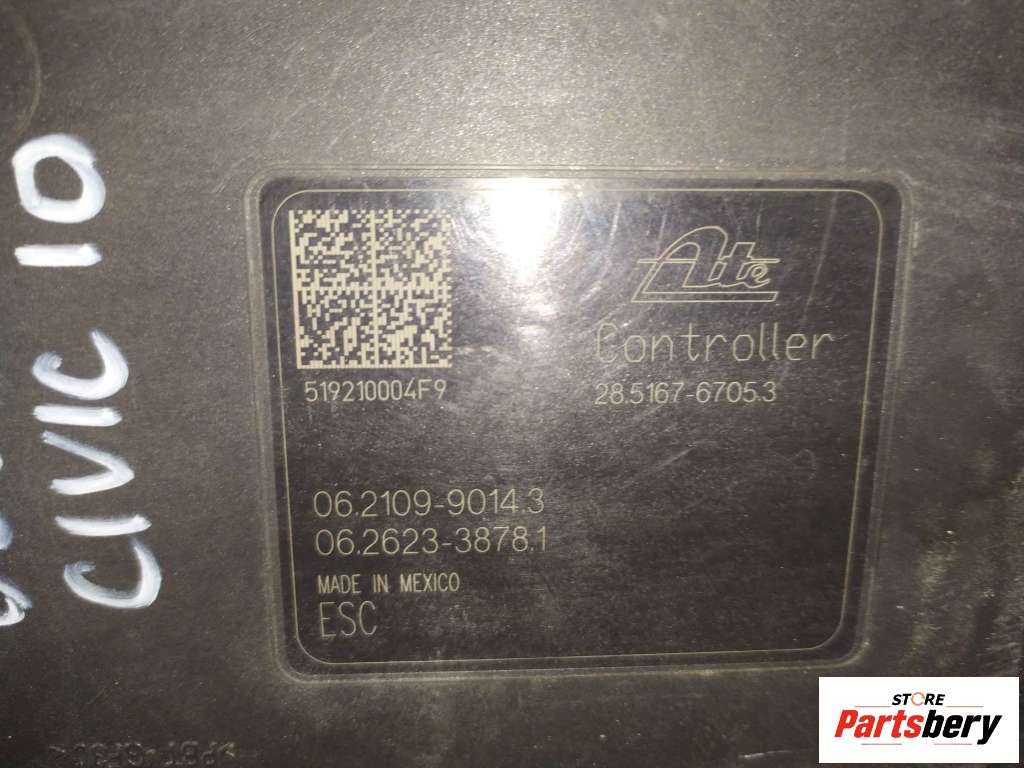 CIVIC 10
Ate
519210004F9
Controller
28.5167-6705.3
06.2109-9014.3
06.2623-3878.1
MADE IN MEXICO
ESC
STORE
Partsbery